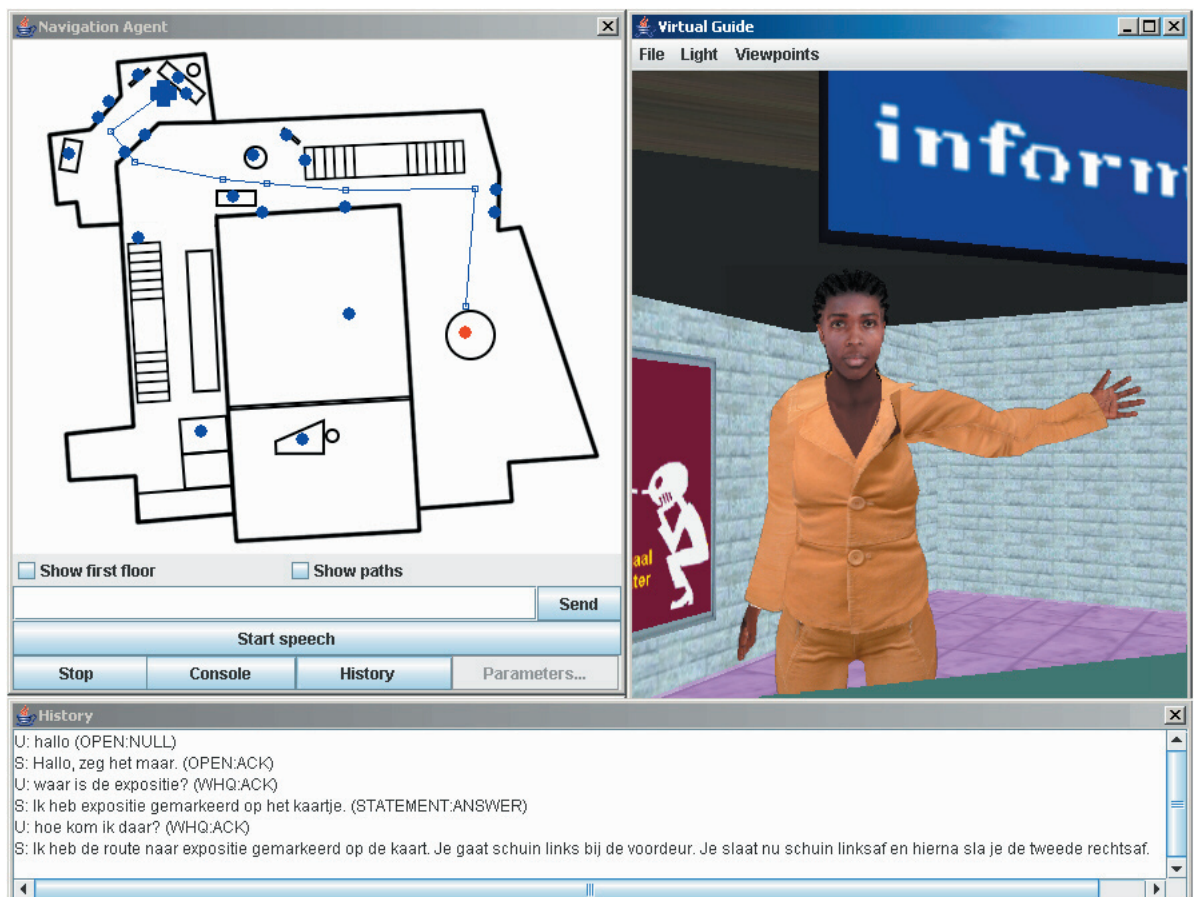 Navigation Agent
Show first floor
Show paths
Send
Start speech
Stop
Console
History
Parameters...
Virtual Guide
File Light Viewpoints
inform
aal
ter
History
U: hallo (OPEN:NULL)
S: Hallo, zeg het maar. (OPEN:ACK)
U: waar is de expositie? (WHQ:ACK)
S: Ik heb expositie gemarkeerd op het kaartje. (STATEMENT:ANSWER)
U: hoe kom ik daar? (WHQ:ACK)
S: Ik heb de route naar expositie gemarkeerd op de kaart. Je gaat schuin links bij de voordeur. Je slaat nu schuin linksaf en hierna sla je de tweede rechtsaf.